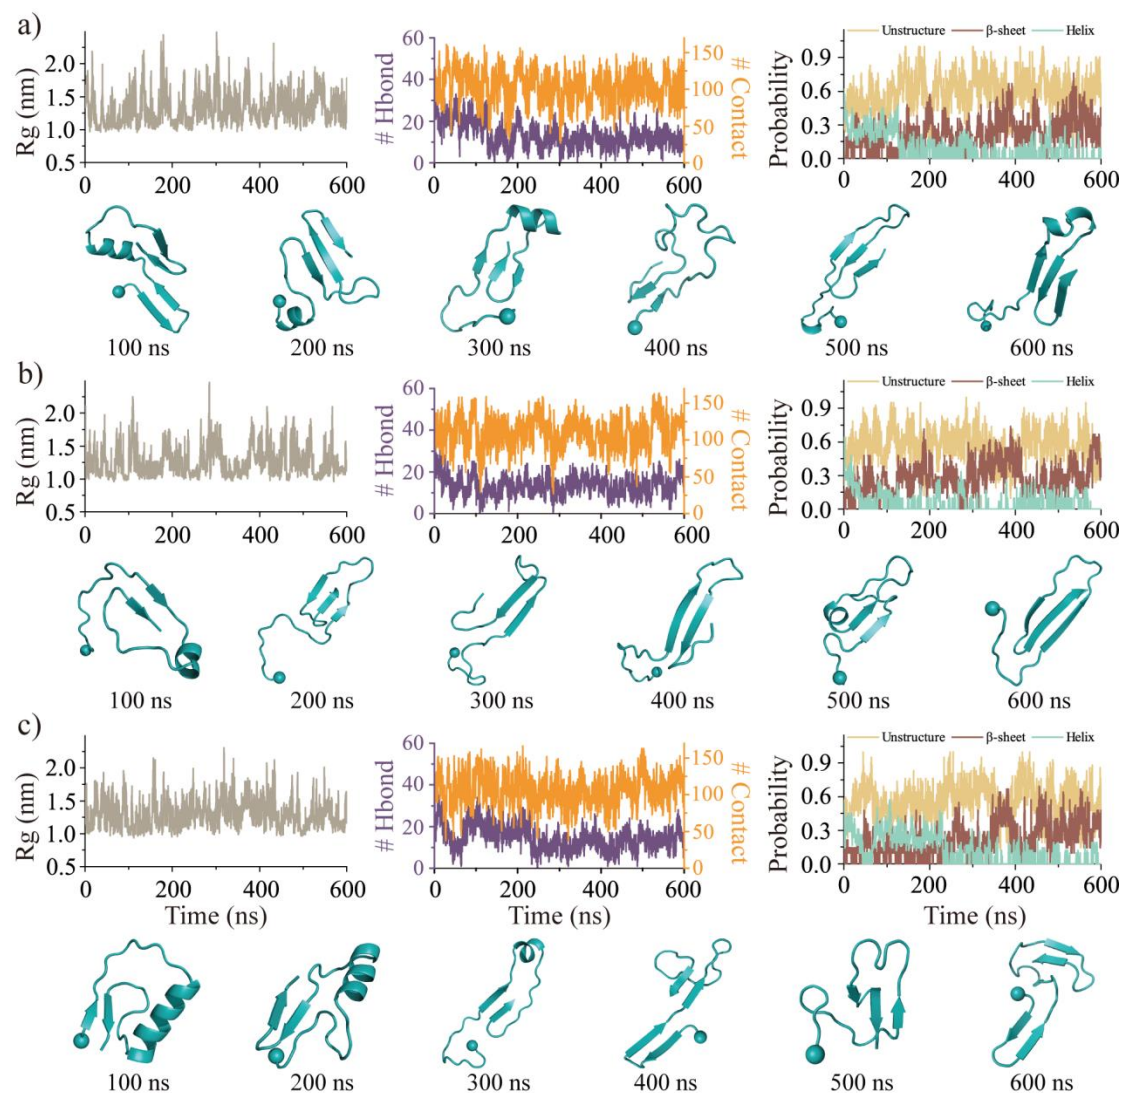 a)
Rg (nm)
2.0
1.5
1.0
0.5
0 200 400 600
# Hbond
60
40
20
0
150
100
50
0
# Contact
0 200 400 600
Unstructure β-sheet Helix
Probability
0.9
0.6
0.3
0.0
0 200 400 600
100 ns 200 ns 300 ns 400 ns 500 ns 600 ns
b)
Rg (nm)
2.0
1.5
1.0
0.5
0 200 400 600
# Hbond
60
40
20
0
150
100
50
0
# Contact
0 200 400 600
Unstructure β-sheet Helix
Probability
0.9
0.6
0.3
0.0
0 200 400 600
100 ns 200 ns 300 ns 400 ns 500 ns 600 ns
c)
Rg (nm)
2.0
1.5
1.0
0.5
0 200 400 600
Time (ns)
# Hbond
60
40
20
0
150
100
50
0
# Contact
0 200 400 600
Time (ns)
Unstructure β-sheet Helix
Probability
0.9
0.6
0.3
0.0
0 200 400 600
Time (ns)
100 ns 200 ns 300 ns 400 ns 500 ns 600 ns